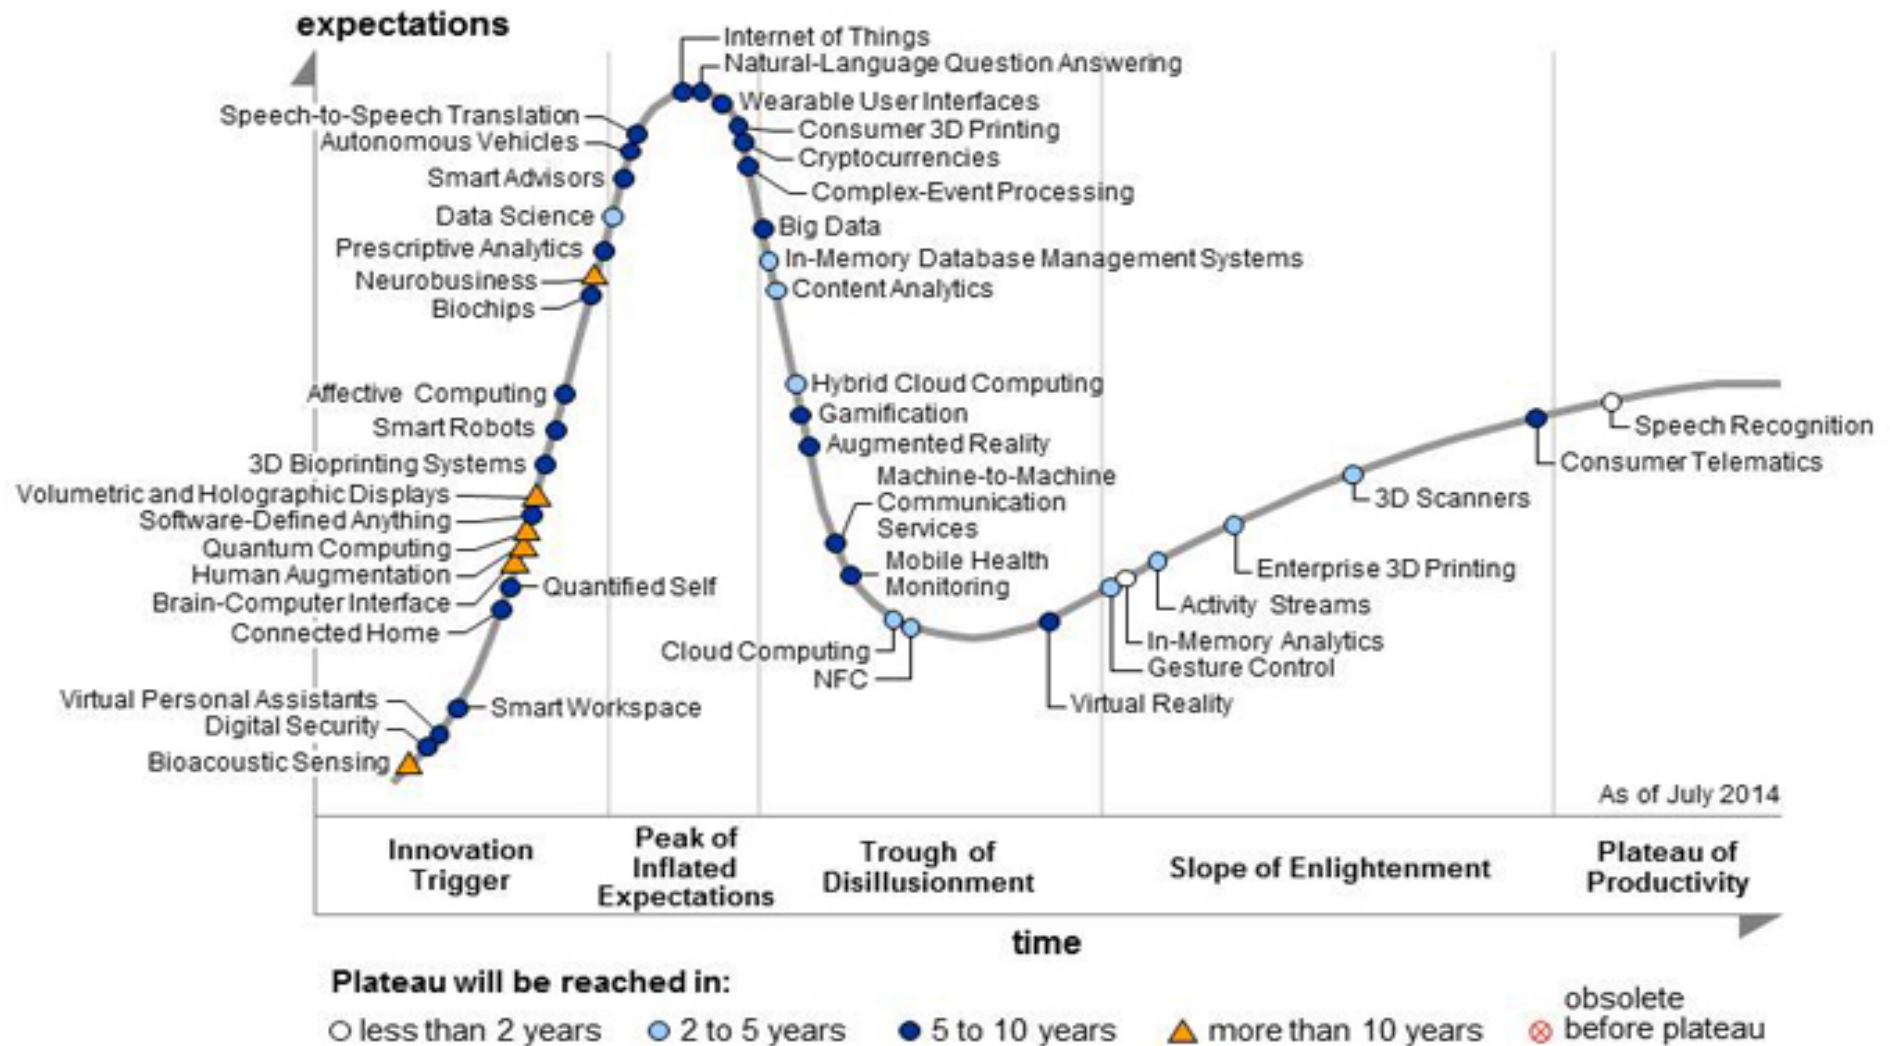 expectations
Internet of Things
Natural-Language Question Answering
Wearable User Interfaces
Consumer 3D Printing
Cryptocurrencies
Complex-Event Processing
Speech-to-Speech Translation
Autonomous Vehicles
Smart Advisors
Data Science
Prescriptive Analytics
Neurobusiness
Biochips
Big Data
In-Memory Database Management Systems
Content Analytics
Affective Computing
Smart Robots
3D Bioprinting Systems
Volumetric and Holographic Displays
Software-Defined Anything
Quantum Computing
Human Augmentation
Brain-Computer Interface
Connected Home
Quantified Self
Virtual Personal Assistants
Digital Security
Bioacoustic Sensing
Smart Workspace
Hybrid Cloud Computing
Gamification
Augmented Reality
Machine-to-Machine
Communication
Services
Mobile Health
Monitoring
Cloud Computing
NFC
Virtual Reality
Gesture Control
In-Memory Analytics
Activity Streams
Enterprise 3D Printing
3D Scanners
Consumer Telematics
Speech Recognition
As of July 2014
Innovation
Trigger
Peak of
Inflated
Expectations
Trough of
Disillusionment
Slope of Enlightenment
Plateau of
Productivity
time
Plateau will be reached in:
less than 2 years
2 to 5 years
5 to 10 years
more than 10 years
obsolete
before plateau